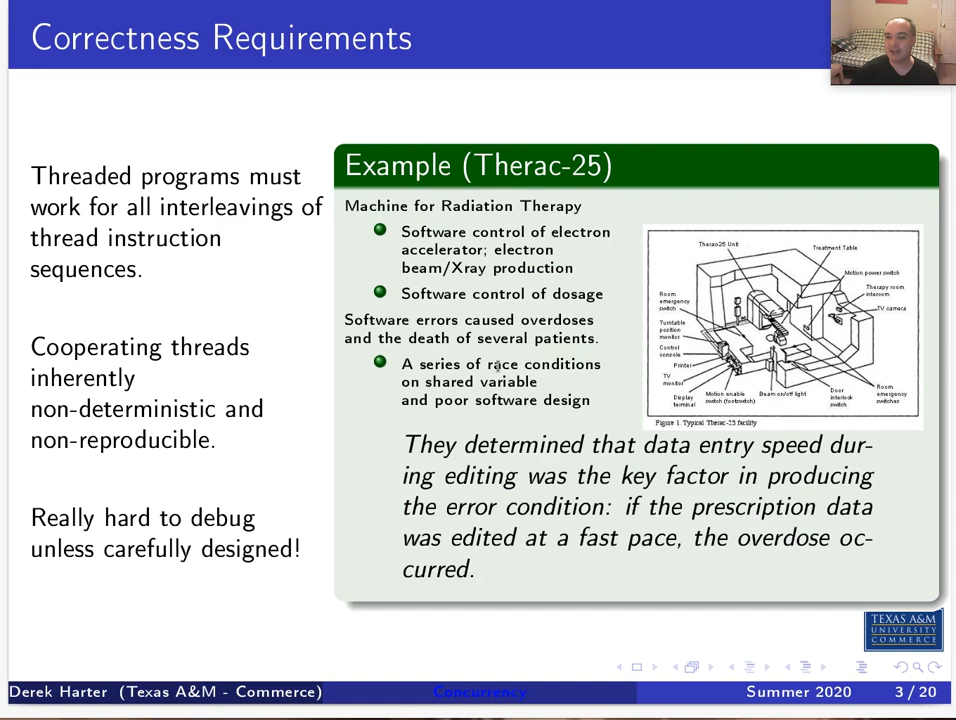 Correctness Requirements
Threaded programs must
work for all interleavings of
thread instruction
sequences.
Cooperating threads
inherently
non-deterministic and
non-reproducible.
Really hard to debug
unless carefully designed!
Example (Therac-25)
Machine for Radiation Therapy
Software control of electron
accelerator; electron
beam/Xray production
Software control of dosage
Software errors caused overdoses
and the death of several patients.
A series of race conditions
on shared variable
and poor software design
Therac-25 Unit
Treatment Table
Motion power switch
Therapy room
intercom
TV camera
Room
emergency
switch
Turntable
position
monitor
Control
console
Printer
TV
monitor
Display
terminal
Motion enable
switch (footswitch)
Beam on/off light
Door
interlock
switch
Room
emergency
switches
Figure 1. Typical Therac-25 facility
They determined that data entry speed dur-
ing editing was the key factor in producing
the error condition: if the prescription data
was edited at a fast pace, the overdose oc-
curred.
TEXAS A&M
UNIVERSITY
COMMERCE
Derek Harter (Texas A&M - Commerce)
Concurrency
Summer 2020
3 / 20